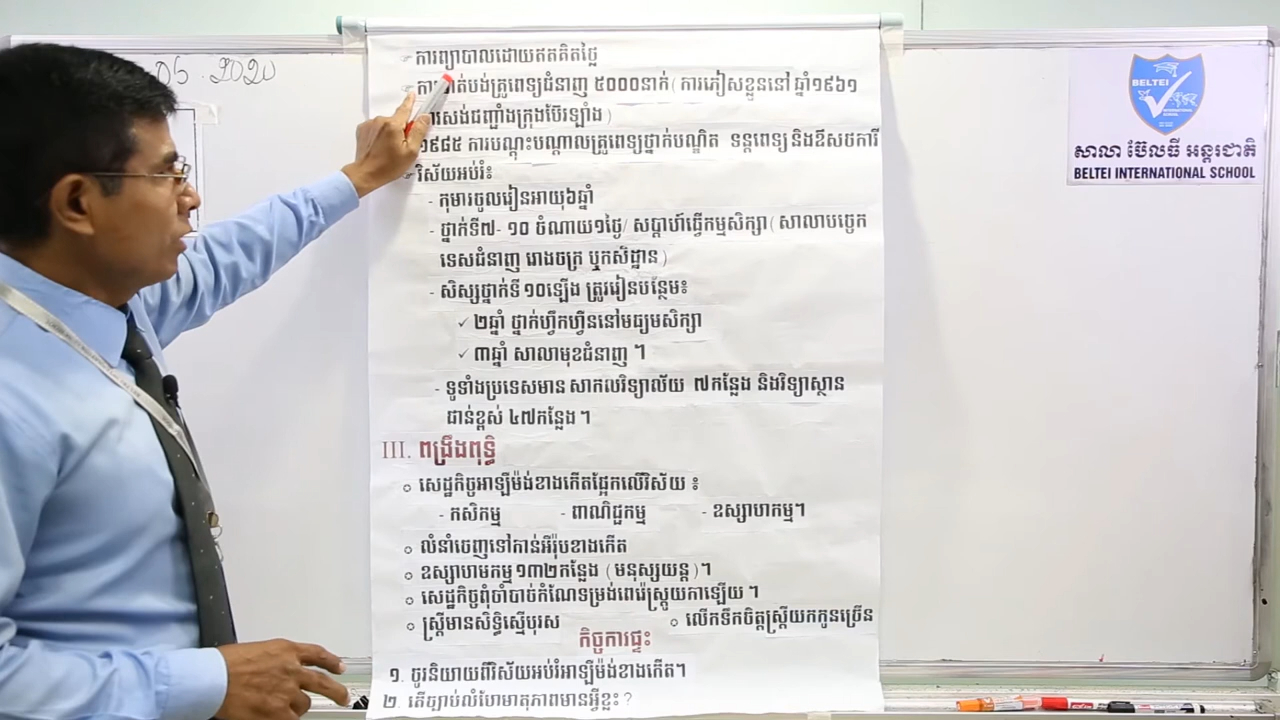 05.2020
- ការព្យាបាលដោយឥតគិតថ្លៃ
បង់គ្រូពេទ្យជំនាញ ៥០០០នាក់ ( ការភៀសខ្លួននៅ ឆ្នាំ១៩៦១
សង់ជញ្ជាំងក្រុងប៊ែរឡាំង )
១៩៨៥ ការបណ្តុះបណ្តាលគ្រូពេទ្យថ្នាក់បណ្ឌិត ទន្តពេទ្យ និងឪសថការី
- វិស័យអប់រំ៖
- កុមារចូលរៀនអាយុ៦ឆ្នាំ
- ថ្នាក់ទី៧- ១០ ចំណាយ១ថ្ងៃ/ សប្តាហ៍ធ្វើកម្មសិក្សា ( សាលាបច្ចេក
ទេសជំនាញ រោងចក្រ ឬកសិដ្ឋាន )
- សិស្សថ្នាក់ទី ១០ឡើង ត្រូវរៀនបន្ថែម៖
✓ ២ឆ្នាំ ថ្នាក់ហ្វឹកហ្វឺននៅមធ្យមសិក្សា
✓ ៣ឆ្នាំ សាលាមុខជំនាញ ។
- ទូទាំងប្រទេសមាន សាកលវិទ្យាល័យ ៧កន្លែង និងវិទ្យាស្ថាន
ជាន់ខ្ពស់ ៤៧កន្លែង ។
III. ពង្រឹងពុទ្ធិ
សេដ្ឋកិច្ចអាឡឺម៉ង់ខាងកើតផ្អែកលើវិស័យ ៖
- កសិកម្ម - ពាណិជ្ជកម្ម - ឧស្សាហកម្ម។
លំនាំចេញទៅកាន់អឺរ៉ុបខាងកើត
ឧស្សាហមកម្ម ១៣២កន្លែង ( មនុស្សយន្ត )។
សេដ្ឋកិច្ចពុំចាំបាច់កំណែទម្រង់ពេរ៉េស្ត្រូយកាឡើយ ។
ស្ត្រីមានសិទ្ធិស្មើបុរស លើកទឹកចិត្តស្ត្រីយកកូនច្រើន
កិច្ចការផ្ទះ
១. ចូរនិយាយពីវិស័យអប់រំអាឡឺម៉ង់ខាងកើត។
២. តើច្បាប់លំហែមាតុភាពមានអ្វីខ្លះ ?
BELTEI
INTERNATIONAL
SCHOOL
សាលា ប៊ែលធី អន្តរជាតិ
BELTEI INTERNATIONAL SCHOOL